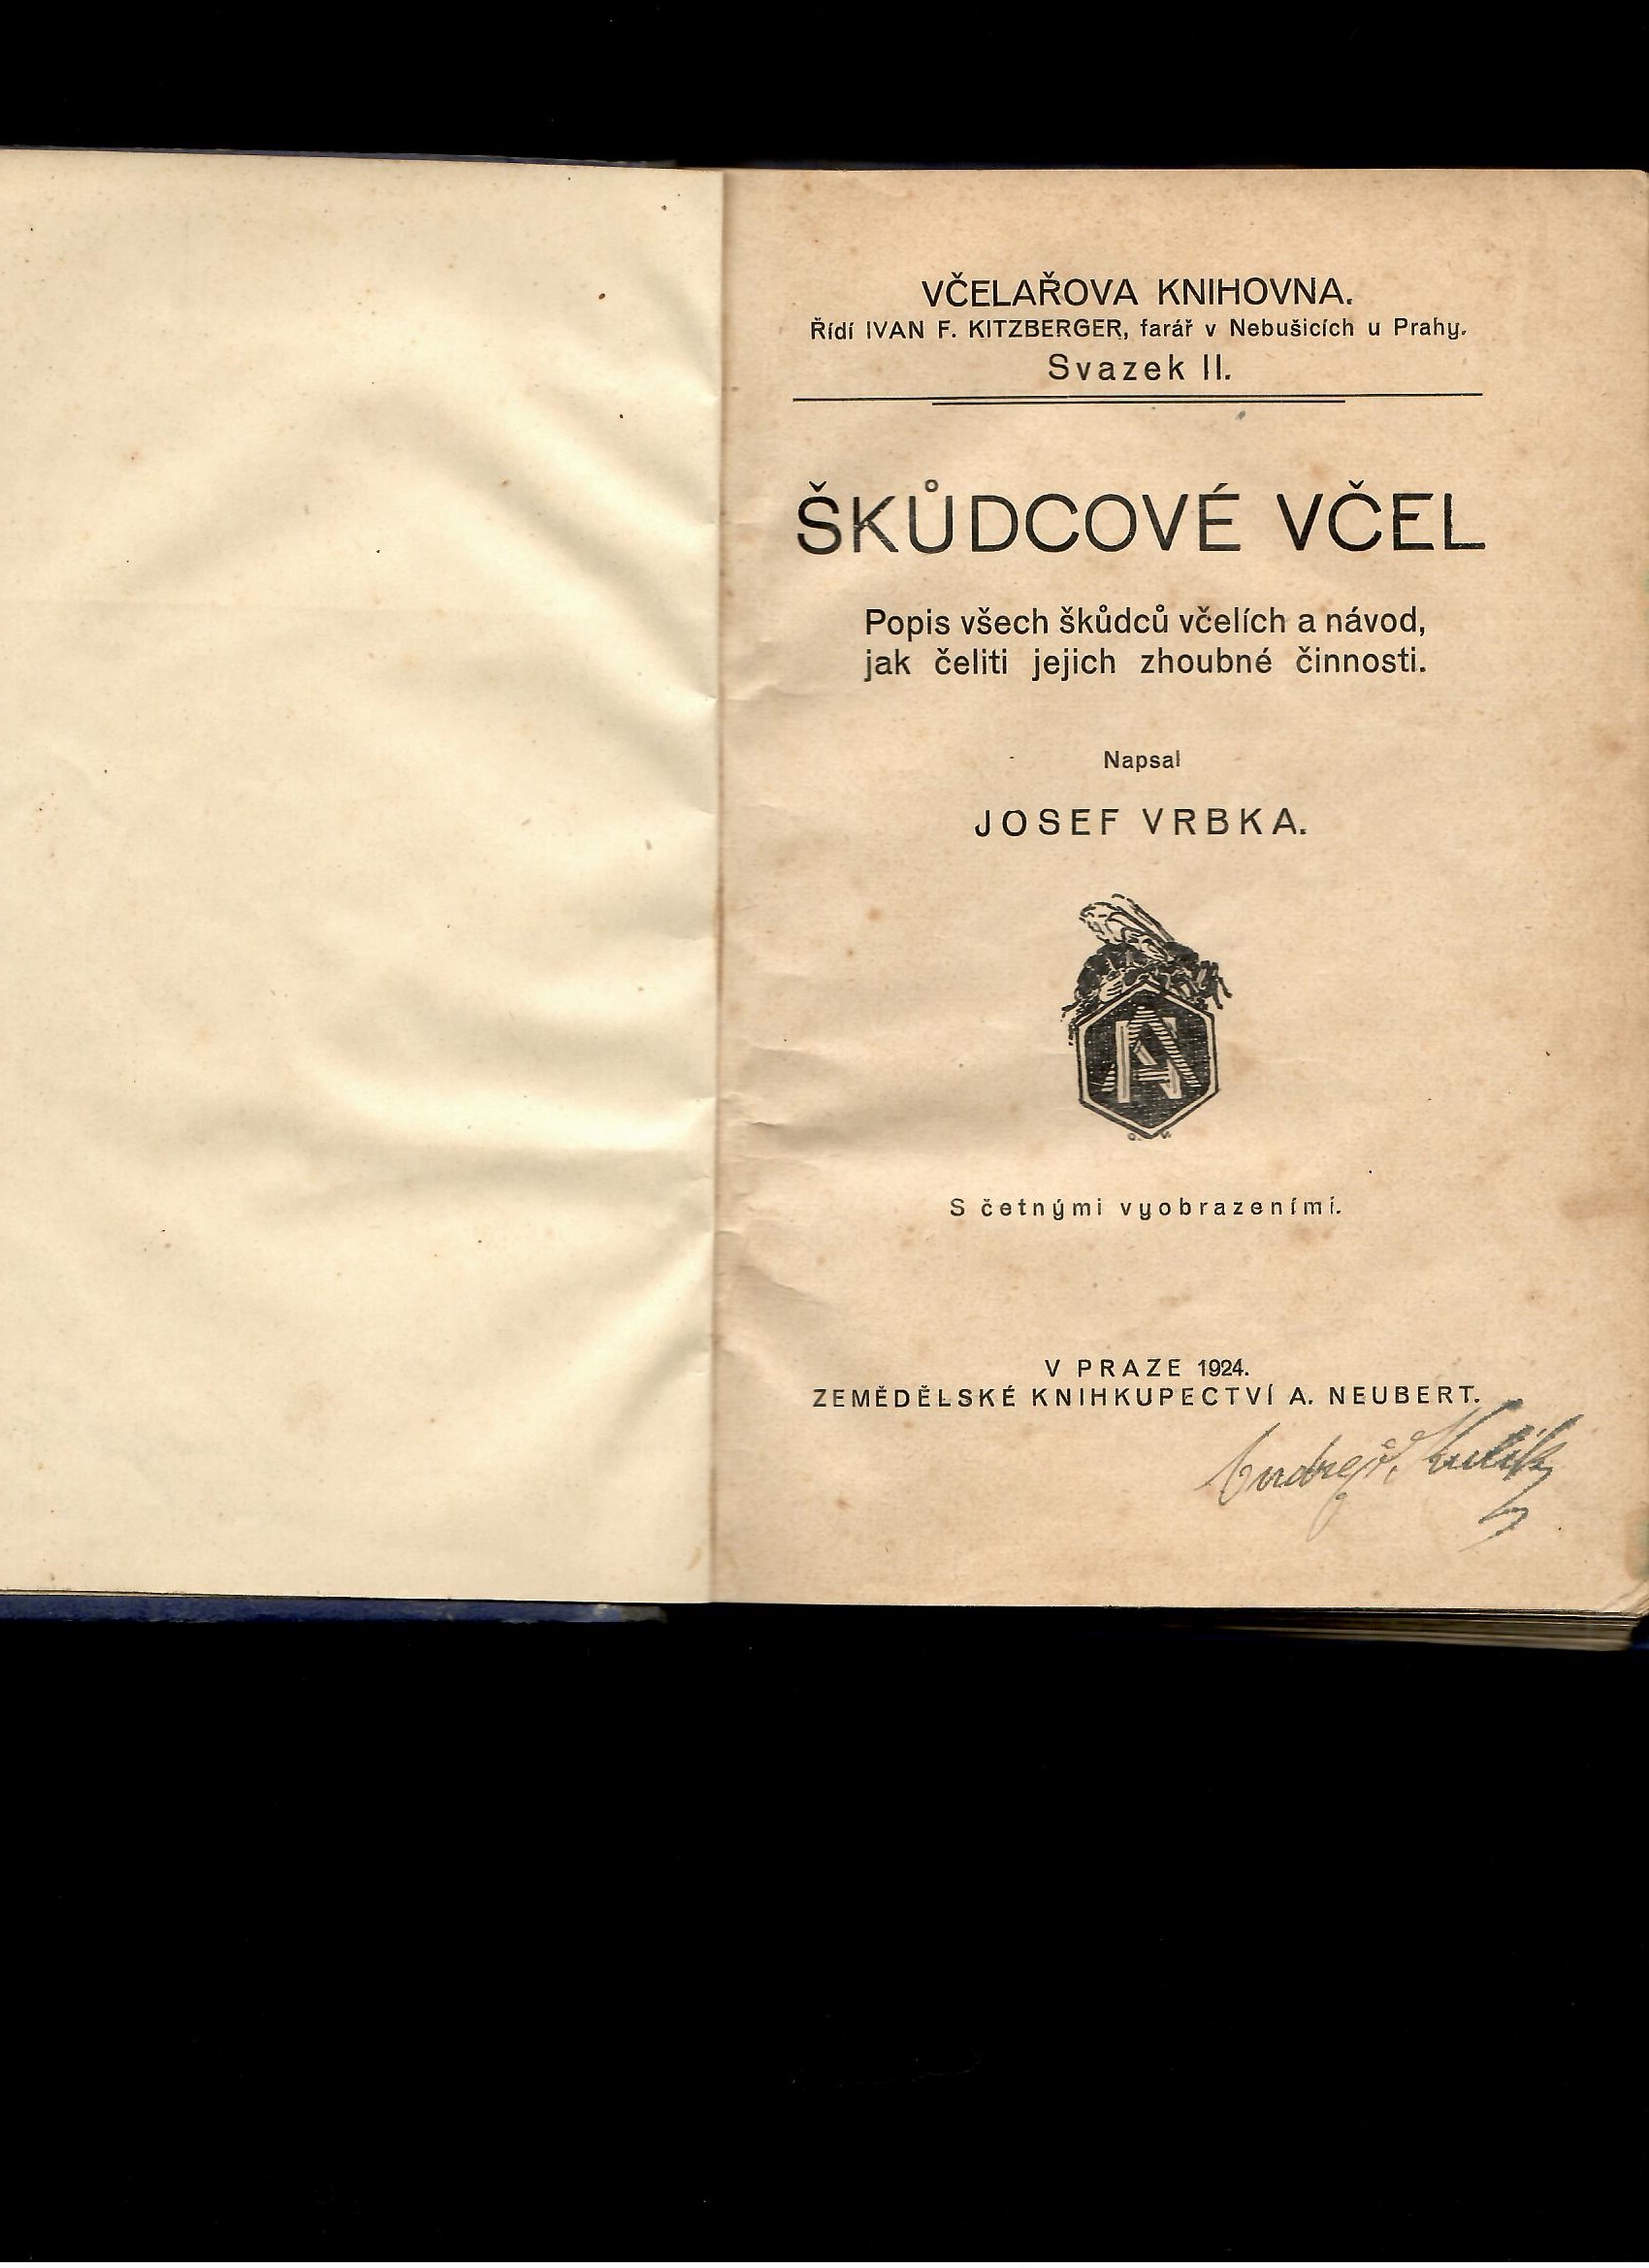 VČELAŘOVA KNIHOVNA.
Řídí IVAN F. KITZBERGER, farář v Nebušicích u Prahy.
Svazek II.
ŠKŮDCOVÉ VČEL
Popis všech škůdců včelích a návod,
jak čeliti jejich zhoubné činnosti.
Napsal
JOSEF VRBKA.
S četnými vyobrazeními.
V PRAZE 1924.
ZEMĚDĚLSKÉ KNIHKUPECTVÍ A. NEUBERT.